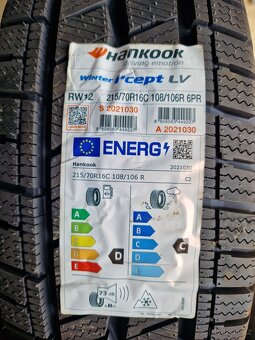 HANKOOK
driving emotion
winter i*cept LV
RW12 215/70R16C 108/106R 6PR
S 2021030
A 2021030
ENERG
Hankook 2021030
215/70R16C 108/106 R C2
A A
B B
C C C
D D D
E E
73 dB